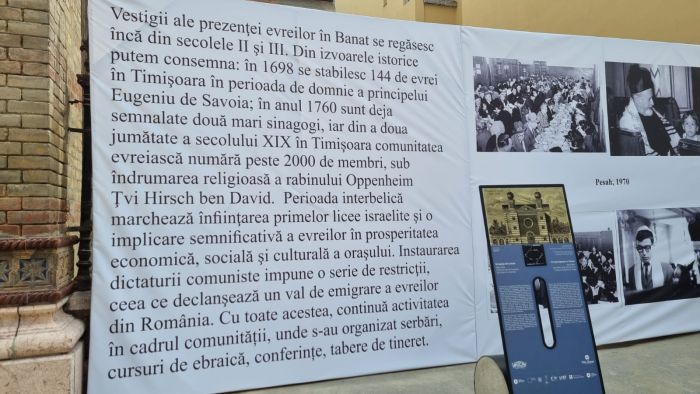 Vestigii ale prezenței evreilor în Banat se regăsesc
încă din secolele II și III. Din izvoarele istorice
putem consemna: în 1698 se stabilesc 144 de evrei
în Timișoara în perioada de domnie a principelui
Eugeniu de Savoia; în anul 1760 sunt deja
semnalate două mari sinagogi, iar din a doua
jumătate a secolului XIX în Timișoara comunitatea
evreiască numără peste 2000 de membri, sub
îndrumarea religioasă a rabinului Oppenheim
Țvi Hirsch ben David. Perioada interbelică
marchează înființarea primelor licee israelite și o
implicare semnificativă a evreilor în prosperitatea
economică, socială și culturală a orașului. Instaurarea
dictaturii comuniste impune o serie de restricții,
ceea ce declanșează un val de emigrare a evreilor
din România. Cu toate acestea, continuă activitatea
în cadrul comunității, unde s-au organizat serbări,
cursuri de ebraică, conferințe, tabere de tineret.
Pesah, 1970